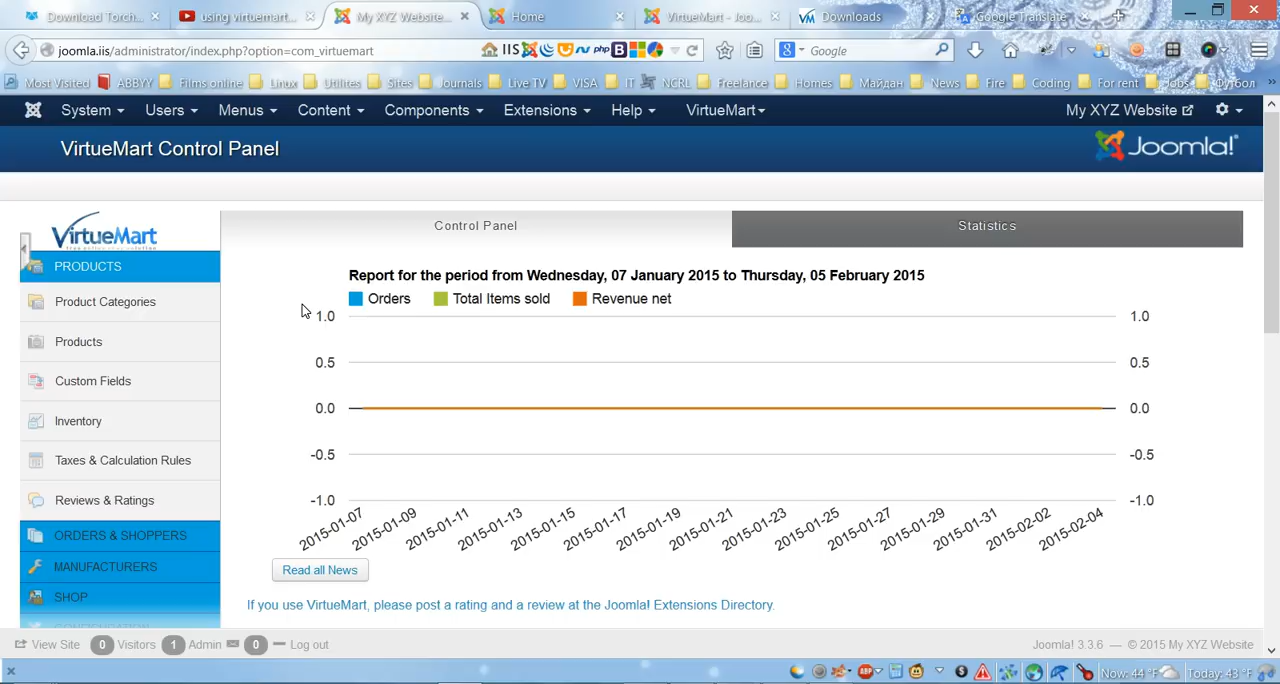 Download Torch...
using virtuemart...
My XYZ Website...
Home
VirtueMart - Joo...
Downloads
Google Translate
joomla.iis/administrator/index.php?option=com_virtuemart
IIS
php
Google
Most Visited
ABBYY
Films online
Linux
Utilites
Sites
Journals
Live TV
VISA
IT
NCRL
Freelance
Homes
Майдан
News
Fire
Coding
For rent
Jobs
Футбол
System
Users
Menus
Content
Components
Extensions
Help
VirtueMart
My XYZ Website
VirtueMart Control Panel
Joomla!
VirtueMart
Control Panel
Statistics
PRODUCTS
Product Categories
Products
Custom Fields
Inventory
Taxes & Calculation Rules
Reviews & Ratings
ORDERS & SHOPPERS
MANUFACTURERS
SHOP
Report for the period from Wednesday, 07 January 2015 to Thursday, 05 February 2015
Orders
Total Items sold
Revenue net
1.0
1.0
0.5
0.5
0.0
0.0
-0.5
-0.5
-1.0
-1.0
2015-01-07
2015-01-09
2015-01-11
2015-01-13
2015-01-15
2015-01-17
2015-01-19
2015-01-21
2015-01-23
2015-01-25
2015-01-27
2015-01-29
2015-01-31
2015-02-02
2015-02-04
Read all News
If you use VirtueMart, please post a rating and a review at the Joomla! Extensions Directory.
View Site
0 Visitors
1 Admin
0
Log out
Joomla! 3.3.6 — © 2015 My XYZ Website
ABP
Now: 44 °F
Today: 43 °F